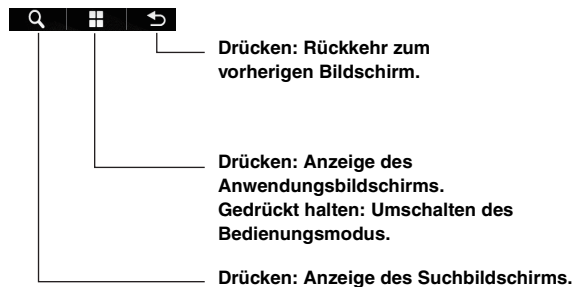 Drücken: Rückkehr zum
vorherigen Bildschirm.
Drücken: Anzeige des
Anwendungsbildschirms.
Gedrückt halten: Umschalten des
Bedienungsmodus.
Drücken: Anzeige des Suchbildschirms.